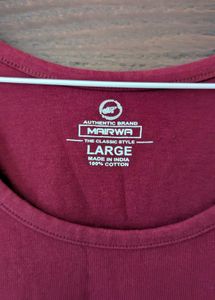 AUTHENTIC BRAND
MAIRWA
THE CLASSIC STYLE
LARGE
MADE IN INDIA
100% COTTON